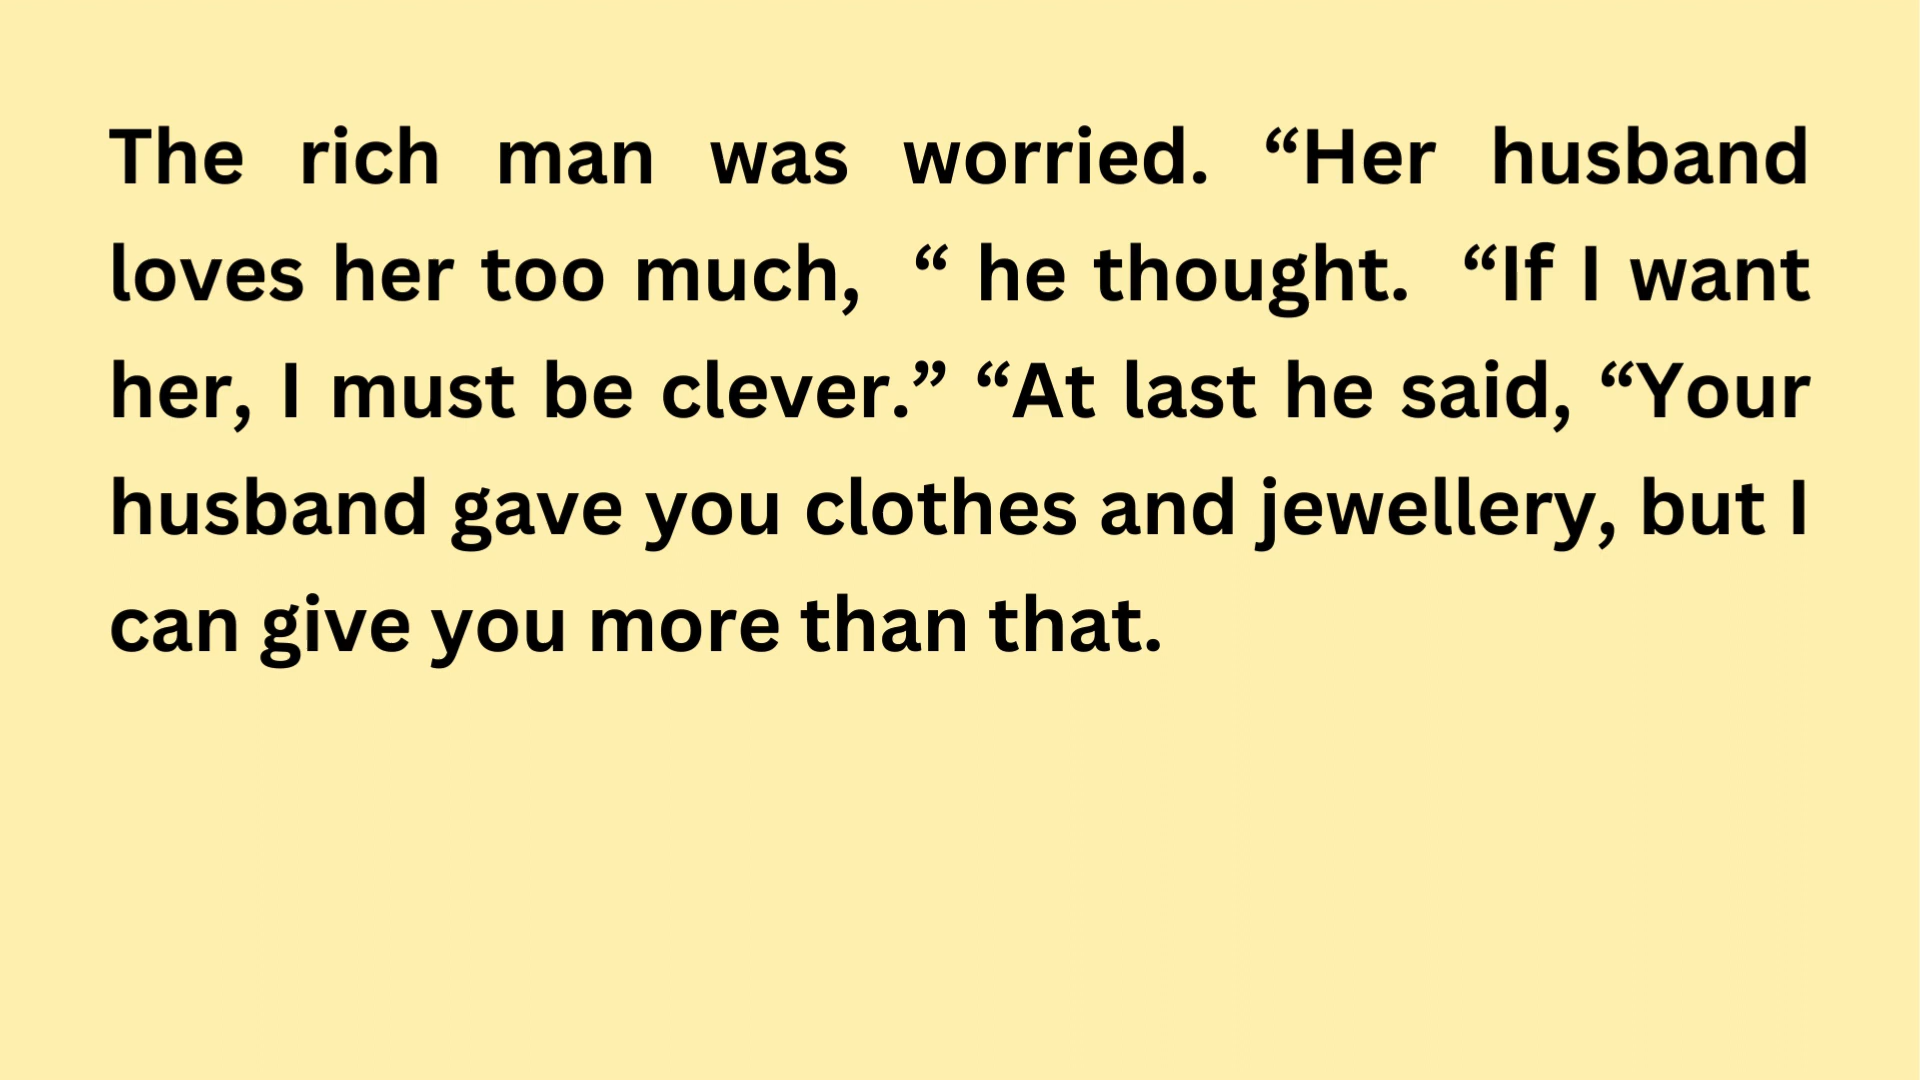 The rich man was worried. “Her husband
loves her too much,  “ he thought.  “If I want
her, I must be clever.” “At last he said, “Your
husband gave you clothes and jewellery, but I
can give you more than that.